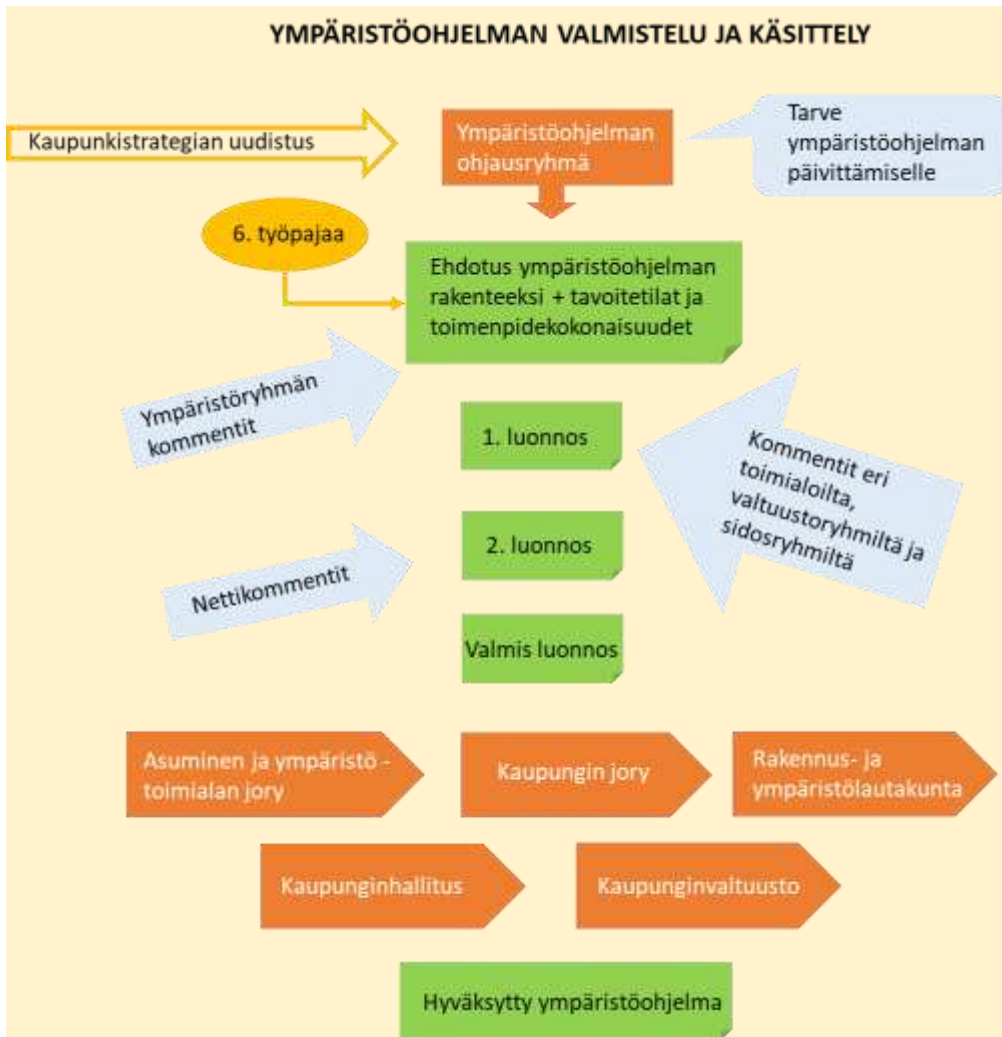 YMPÄRISTÖOHJELMAN VALMISTELU JA KÄSITTELY
Kaupunkistrategian uudistus
Ympäristöohjelman
ohjausryhmä
Tarve
ympäristöohjelman
päivittämiselle
6. työpajaa
Ehdotus ympäristöohjelman
rakenteeksi + tavoitetilat ja
toimenpidekokonaisuudet
Ympäristöryhmän
kommentit
1. luonnos
Kommentit eri
toimialoilta,
valtuustoryhmiltä ja
sidosryhmiltä
2. luonnos
Nettikommentit
Valmis luonnos
Asuminen ja ympäristö -
toimialan jory
Kaupungin jory
Rakennus- ja
ympäristölautakunta
Kaupunginhallitus
Kaupunginvaltuusto
Hyväksytty ympäristöohjelma